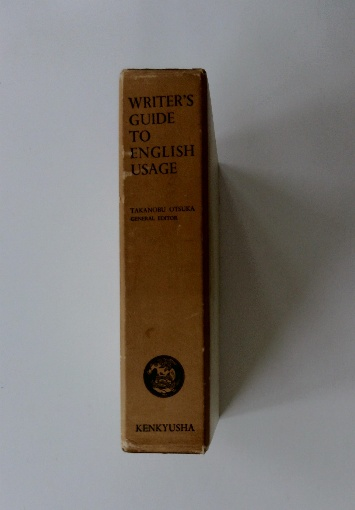 WRITER'S
GUIDE
TO
ENGLISH
USAGE
TAKANOBU OTSUKA
GENERAL EDITOR
KENKYUSHA